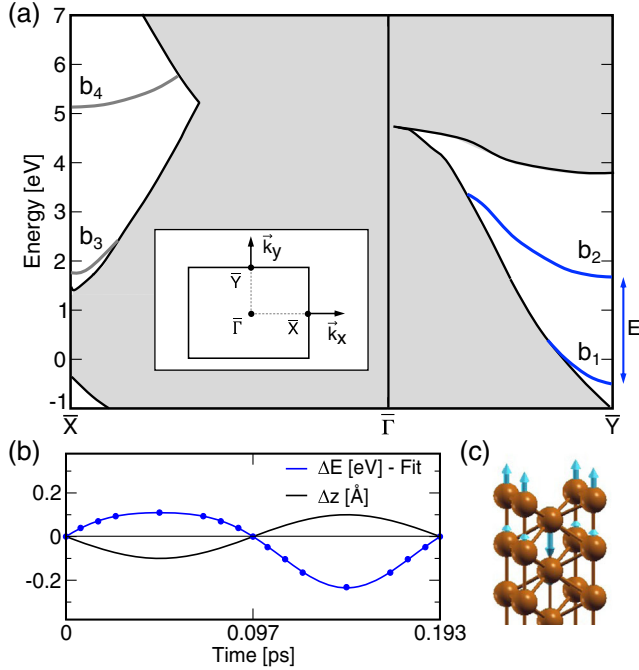 (a)
7
6
5
4
3
2
1
0
-1
Energy [eV]
b4
b3
b2
b1
E
k⃗y
Y̅
Γ̅
X̅
k⃗x
X̅
Γ̅
Y̅
(b)
ΔE [eV] - Fit
Δz [Å]
0.2
0
-0.2
0
0.097
0.193
Time [ps]
(c)